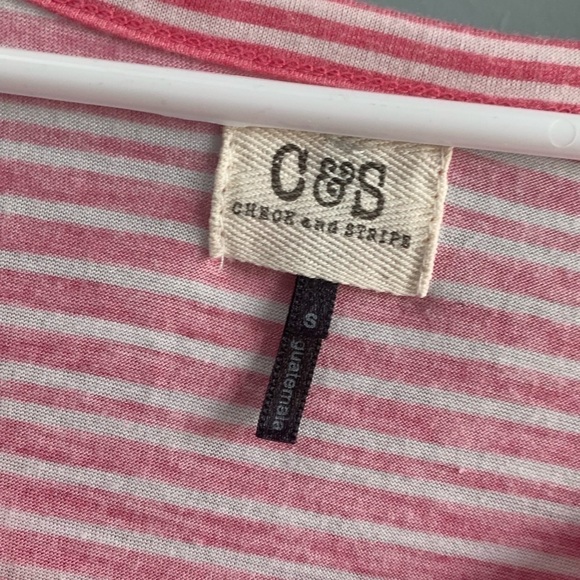 C&S
CHECK and STRIPE
S
guatemala